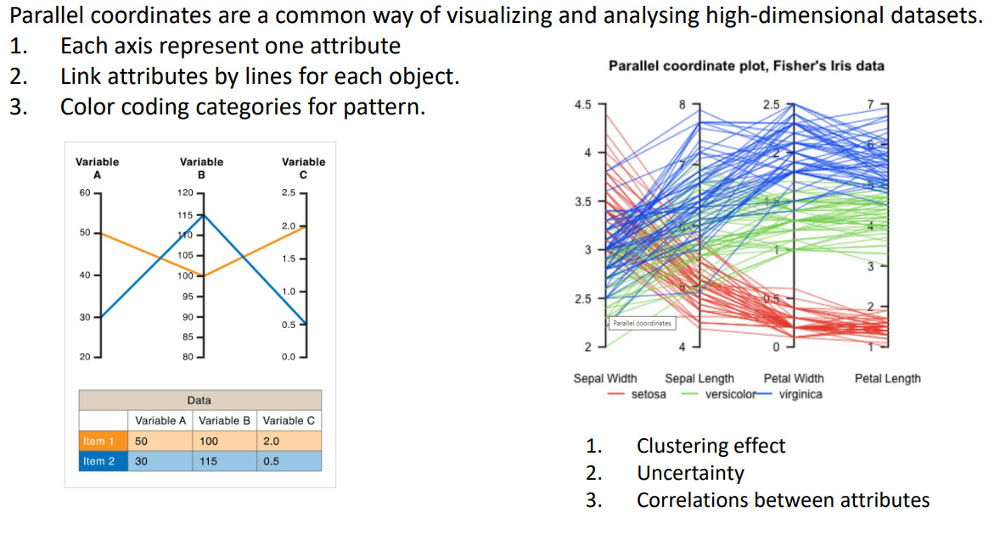 Parallel coordinates are a common way of visualizing and analysing high-dimensional datasets.
1. Each axis represent one attribute
2. Link attributes by lines for each object.
3. Color coding categories for pattern.
Variable A
Variable B
Variable C
60
50
40
30
20
120
115
110
105
100
95
90
85
80
2.5
2.0
1.5
1.0
0.5
0.0
Data
Variable A Variable B Variable C
Item 1 50 100 2.0
Item 2 30 115 0.5
Parallel coordinate plot, Fisher's Iris data
4.5
4
3.5
3
2.5
2
8
7
5
4
2.5
2
1.5
1
0.5
0
7
6
5
4
3
2
1
Parallel coordinates
Sepal Width Sepal Length Petal Width Petal Length
setosa versicolor virginica
1. Clustering effect
2. Uncertainty
3. Correlations between attributes